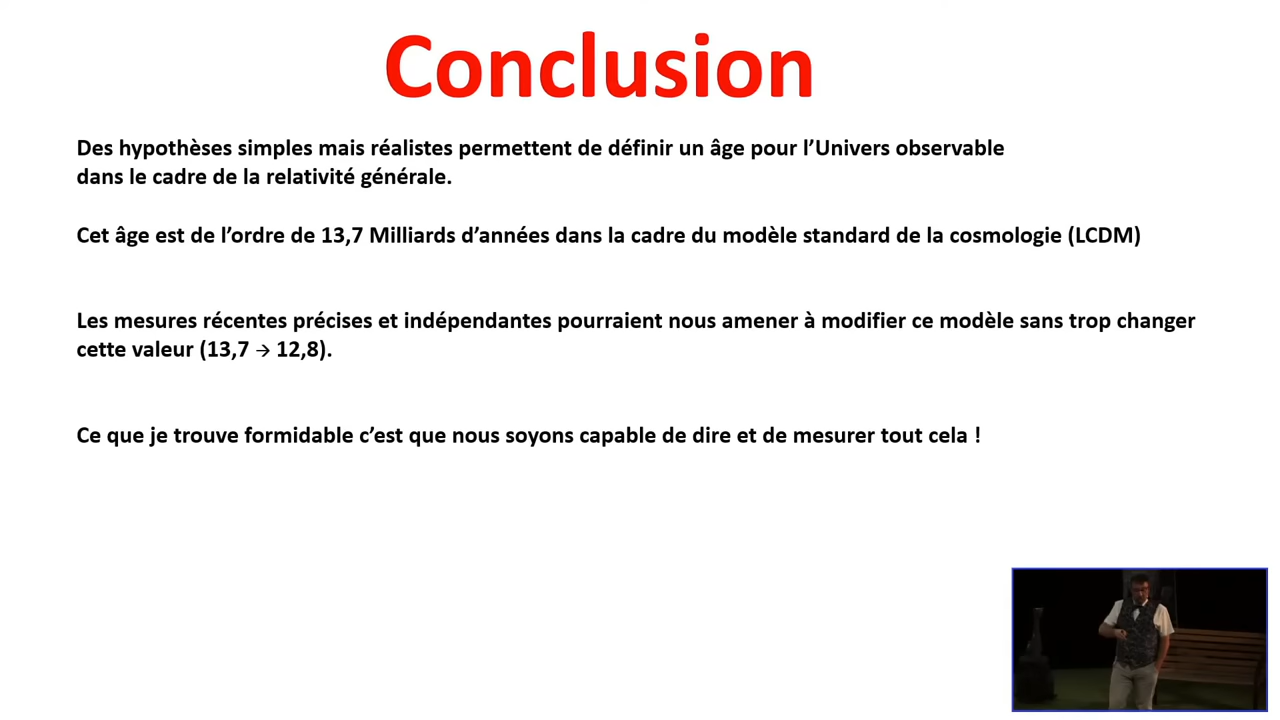 Conclusion
Des hypothèses simples mais réalistes permettent de définir un âge pour l’Univers observable
dans le cadre de la relativité générale.
Cet âge est de l’ordre de 13,7 Milliards d’années dans la cadre du modèle standard de la cosmologie (LCDM)
Les mesures récentes précises et indépendantes pourraient nous amener à modifier ce modèle sans trop changer
cette valeur (13,7 → 12,8).
Ce que je trouve formidable c’est que nous soyons capable de dire et de mesurer tout cela !